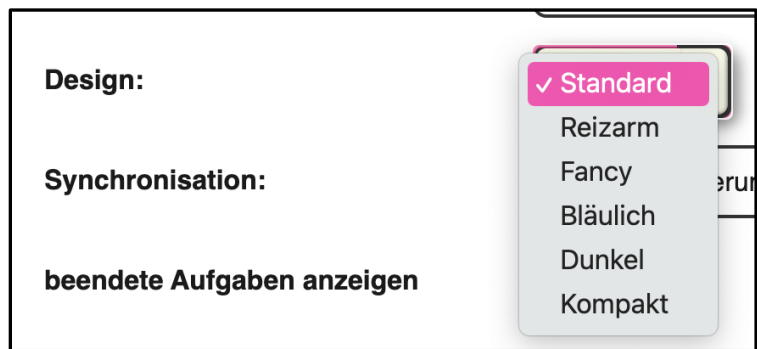 Design:
✓ Standard
Reizarm
Fancy
Bläulich
Dunkel
Kompakt
Synchronisation:
beendete Aufgaben anzeigen